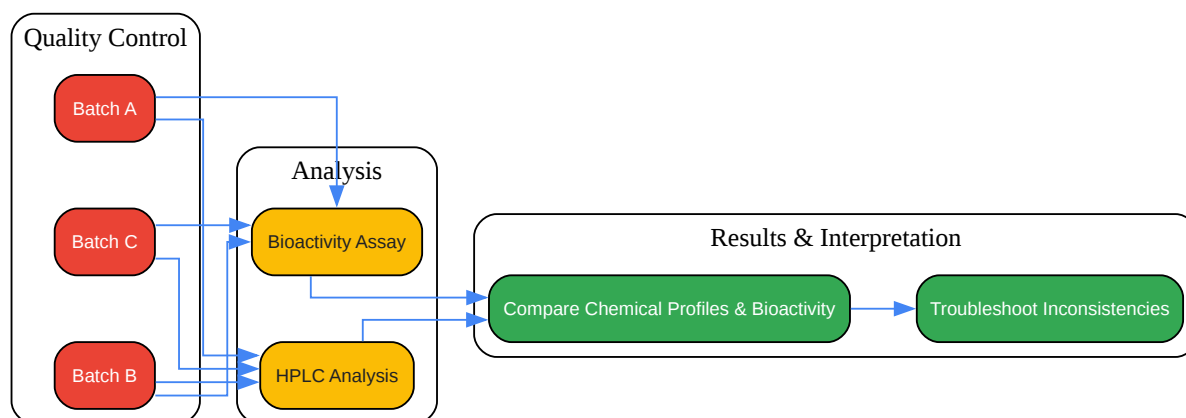 Quality Control
Batch A
Batch C
Batch B
Analysis
Bioactivity Assay
HPLC Analysis
Results & Interpretation
Compare Chemical Profiles & Bioactivity
Troubleshoot Inconsistencies